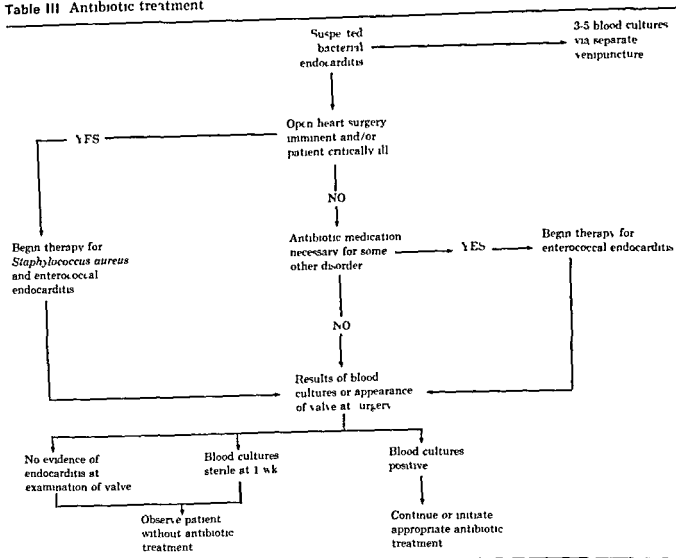 Table III Antibiotic treatment
Suspe ted
bacterial
endocarditis
3-5 blood cultures
via separate
venipuncture
Open heart surgery
imminent and/or
patient critically ill
YES
NO
Begin therapy for
Staphylococcus aureus
and enterococcal
endocarditis
Antibiotic medication
necessary for some
other disorder
YES
Begin therapy for
enterococcal endocarditis
NO
Results of blood
cultures or appearance
of valve at urgery
No evidence of
endocarditis at
examination of valve
Blood cultures
sterile at 1 wk
Blood cultures
positive
Observe patient
without antibiotic
treatment
Continue or initiate
appropriate antibiotic
treatment